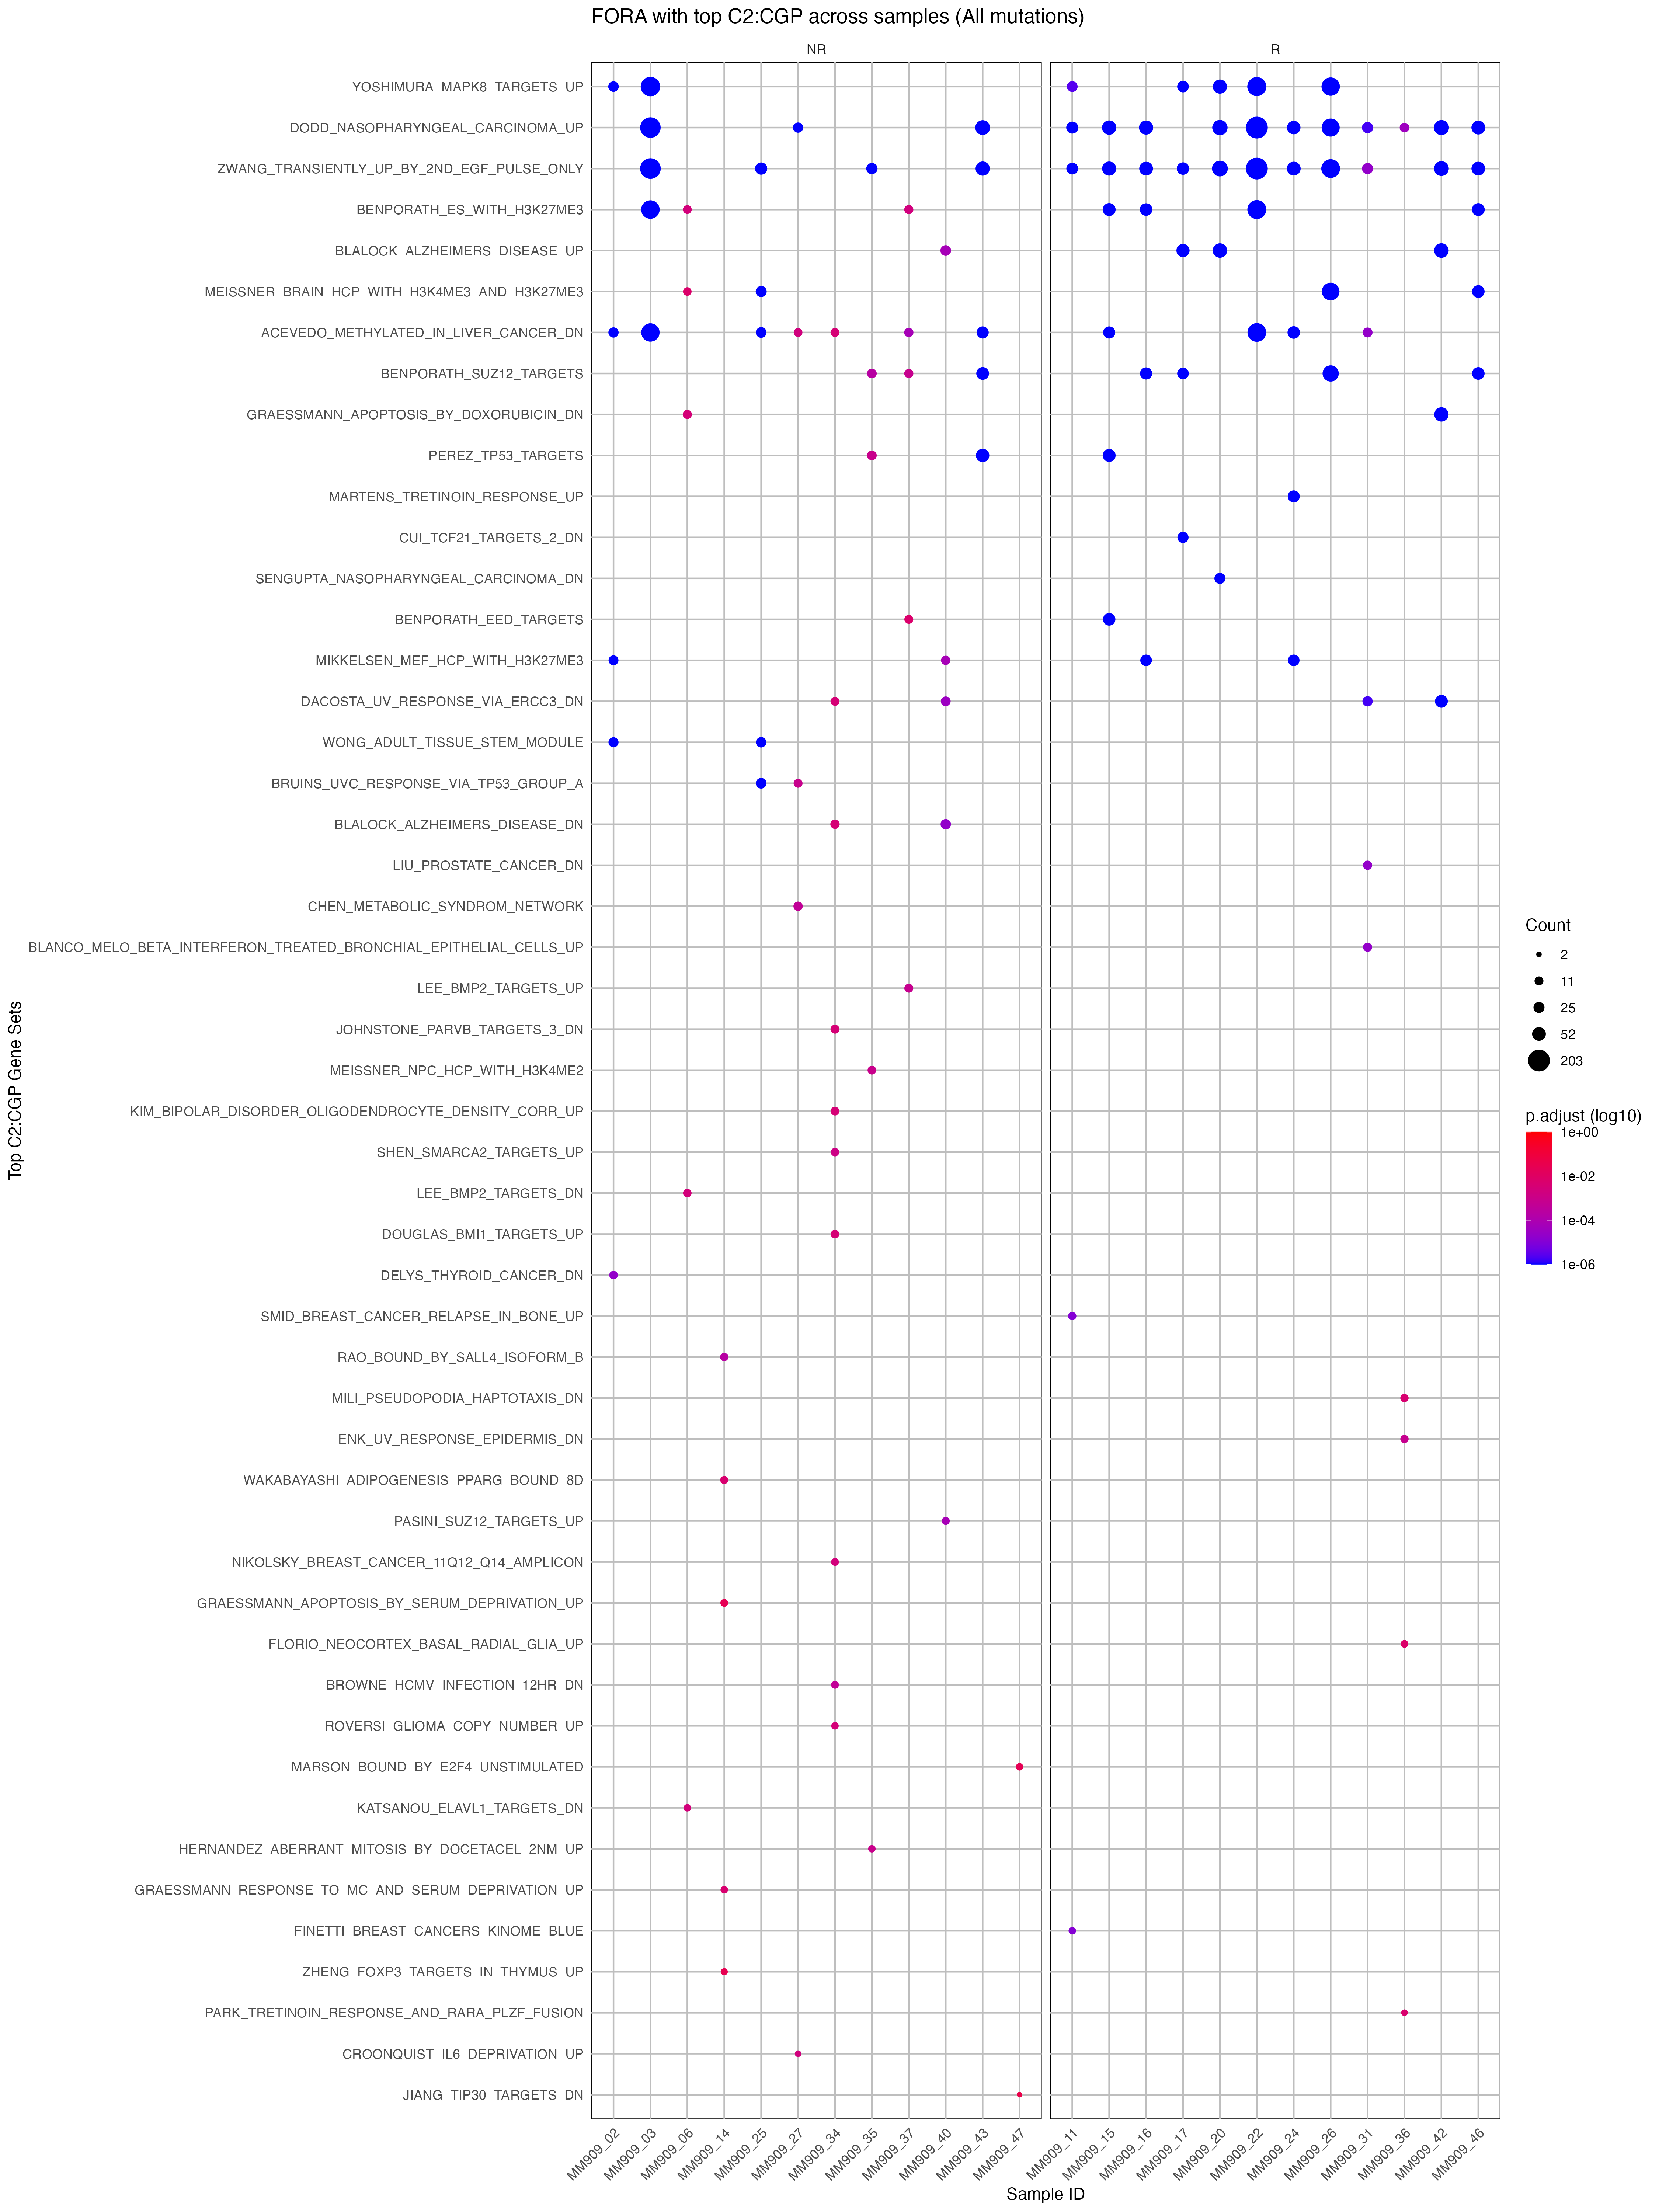 FORA with top C2:CGP across samples (All mutations)
NR
R
YOSHIMURA_MAPK8_TARGETS_UP
DODD_NASOPHARYNGEAL_CARCINOMA_UP
ZWANG_TRANSIENTLY_UP_BY_2ND_EGF_PULSE_ONLY
BENPORATH_ES_WITH_H3K27ME3
BLALOCK_ALZHEIMERS_DISEASE_UP
MEISSNER_BRAIN_HCP_WITH_H3K4ME3_AND_H3K27ME3
ACEVEDO_METHYLATED_IN_LIVER_CANCER_DN
BENPORATH_SUZ12_TARGETS
GRAESSMANN_APOPTOSIS_BY_DOXORUBICIN_DN
PEREZ_TP53_TARGETS
MARTENS_TRETINOIN_RESPONSE_UP
CUI_TCF21_TARGETS_2_DN
SENGUPTA_NASOPHARYNGEAL_CARCINOMA_DN
BENPORATH_EED_TARGETS
MIKKELSEN_MEF_HCP_WITH_H3K27ME3
DACOSTA_UV_RESPONSE_VIA_ERCC3_DN
WONG_ADULT_TISSUE_STEM_MODULE
BRUINS_UVC_RESPONSE_VIA_TP53_GROUP_A
BLALOCK_ALZHEIMERS_DISEASE_DN
LIU_PROSTATE_CANCER_DN
CHEN_METABOLIC_SYNDROM_NETWORK
BLANCO_MELO_BETA_INTERFERON_TREATED_BRONCHIAL_EPITHELIAL_CELLS_UP
LEE_BMP2_TARGETS_UP
JOHNSTONE_PARVB_TARGETS_3_DN
MEISSNER_NPC_HCP_WITH_H3K4ME2
KIM_BIPOLAR_DISORDER_OLIGODENDROCYTE_DENSITY_CORR_UP
SHEN_SMARCA2_TARGETS_UP
LEE_BMP2_TARGETS_DN
DOUGLAS_BMI1_TARGETS_UP
DELYS_THYROID_CANCER_DN
SMID_BREAST_CANCER_RELAPSE_IN_BONE_UP
RAO_BOUND_BY_SALL4_ISOFORM_B
MILI_PSEUDOPODIA_HAPTOTAXIS_DN
ENK_UV_RESPONSE_EPIDERMIS_DN
WAKABAYASHI_ADIPOGENESIS_PPARG_BOUND_8D
PASINI_SUZ12_TARGETS_UP
NIKOLSKY_BREAST_CANCER_11Q12_Q14_AMPLICON
GRAESSMANN_APOPTOSIS_BY_SERUM_DEPRIVATION_UP
FLORIO_NEOCORTEX_BASAL_RADIAL_GLIA_UP
BROWNE_HCMV_INFECTION_12HR_DN
ROVERSI_GLIOMA_COPY_NUMBER_UP
MARSON_BOUND_BY_E2F4_UNSTIMULATED
KATSANOU_ELAVL1_TARGETS_DN
HERNANDEZ_ABERRANT_MITOSIS_BY_DOCETACEL_2NM_UP
GRAESSMANN_RESPONSE_TO_MC_AND_SERUM_DEPRIVATION_UP
FINETTI_BREAST_CANCERS_KINOME_BLUE
ZHENG_FOXP3_TARGETS_IN_THYMUS_UP
PARK_TRETINOIN_RESPONSE_AND_RARA_PLZF_FUSION
CROONQUIST_IL6_DEPRIVATION_UP
JIANG_TIP30_TARGETS_DN
Top C2:CGP Gene Sets
MM909_02
MM909_03
MM909_06
MM909_14
MM909_25
MM909_27
MM909_34
MM909_35
MM909_37
MM909_40
MM909_43
MM909_47
MM909_11
MM909_15
MM909_16
MM909_17
MM909_20
MM909_22
MM909_24
MM909_26
MM909_31
MM909_36
MM909_42
MM909_46
Sample ID
Count
2
11
25
52
203
p.adjust (log10)
1e+00
1e-02
1e-04
1e-06